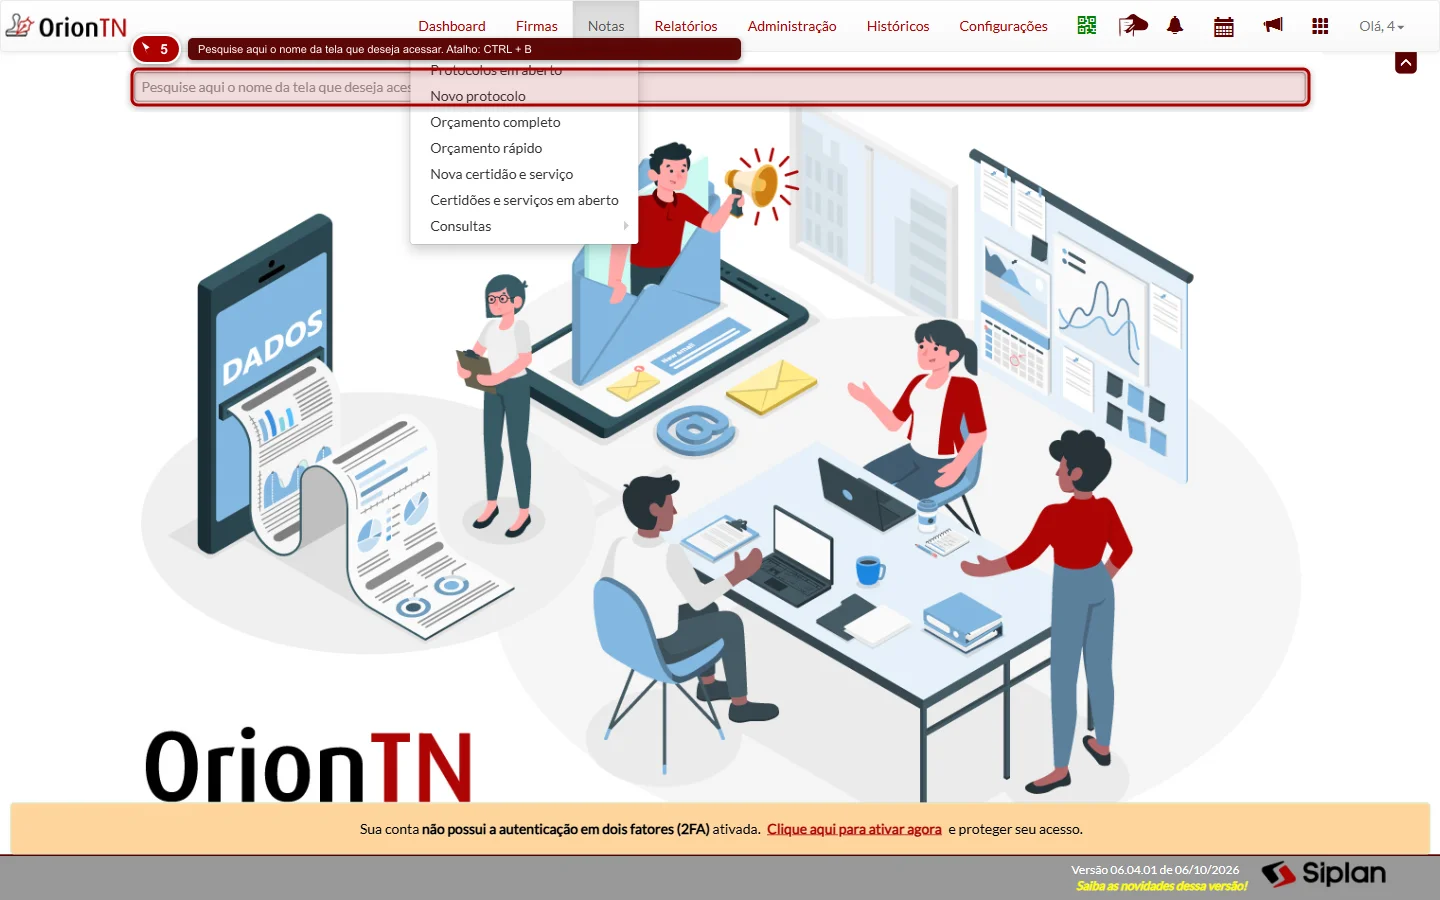 OrionTN
Dashboard
Firmas
Notas
Relatórios
Administração
Históricos
Configurações
Olá, 4
5
Pesquise aqui o nome da tela que deseja acessar. Atalho: CTRL + B
Protocolos em aberto
Pesquise aqui o nome da tela que deseja aces
Novo protocolo
Orçamento completo
Orçamento rápido
Nova certidão e serviço
Certidões e serviços em aberto
Consultas
DADOS
New email
@
OrionTN
Sua conta não possui a autenticação em dois fatores (2FA) ativada. Clique aqui para ativar agora e proteger seu acesso.
Versão 06.04.01 de 06/10/2026
Saiba as novidades dessa versão!
Siplan